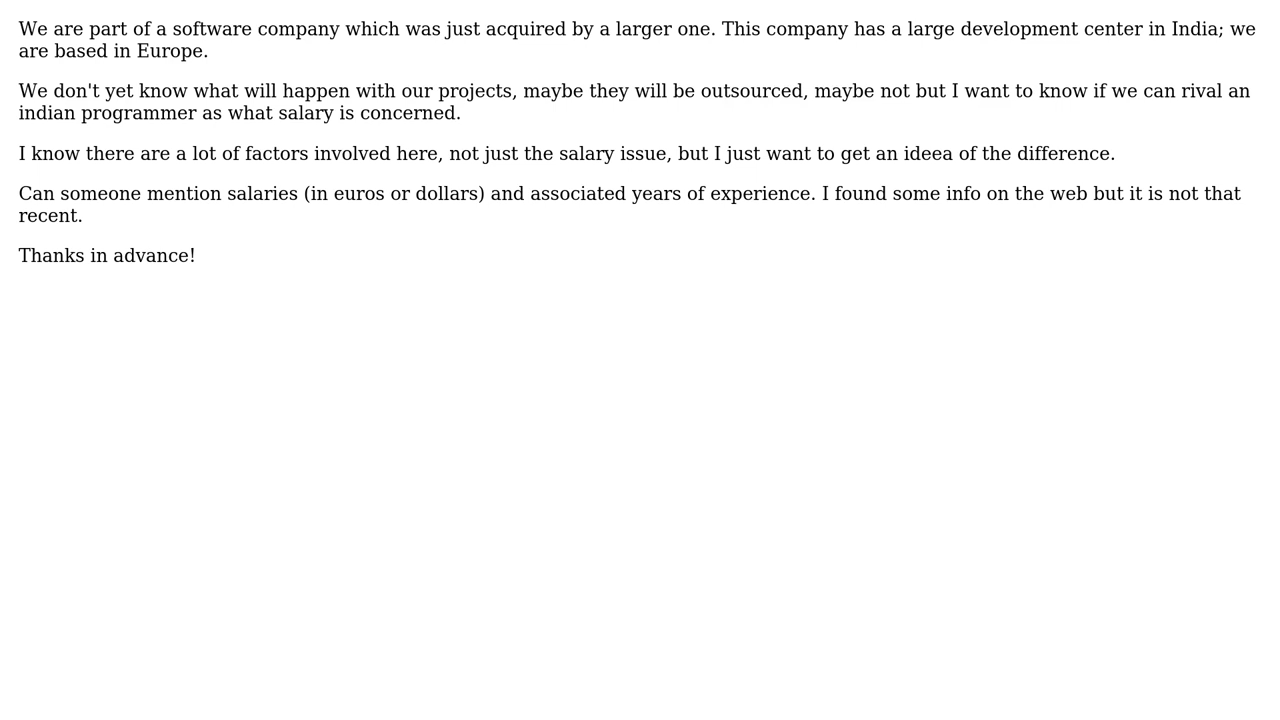 We are part of a software company which was just acquired by a larger one. This company has a large development center in India; we
are based in Europe.
We don't yet know what will happen with our projects, maybe they will be outsourced, maybe not but I want to know if we can rival an
indian programmer as what salary is concerned.
I know there are a lot of factors involved here, not just the salary issue, but I just want to get an ideea of the difference.
Can someone mention salaries (in euros or dollars) and associated years of experience. I found some info on the web but it is not that
recent.
Thanks in advance!